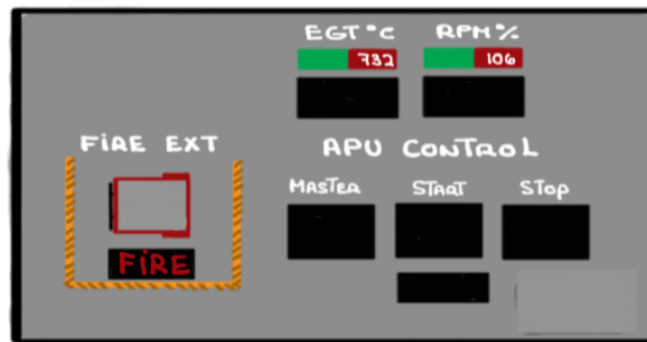 EGT °C RPM %
732 106
FIRE EXT APU CONTROL
MASTER START STOP
FIRE